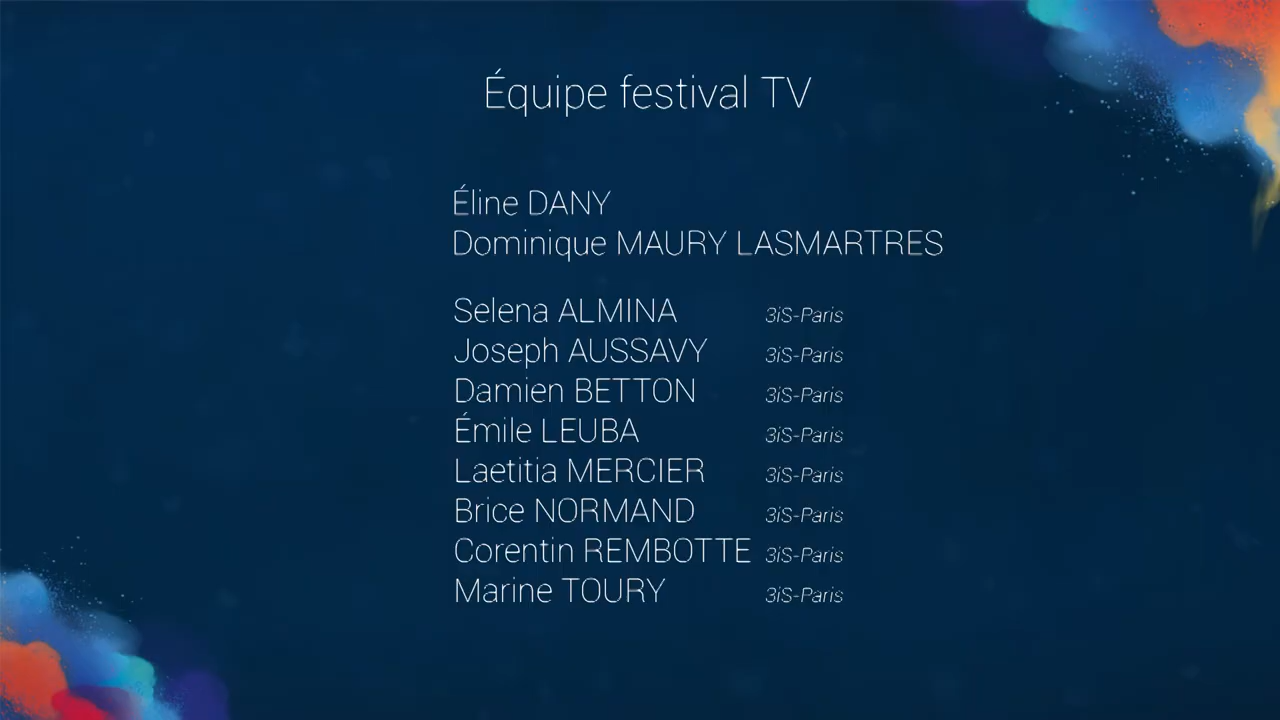 Équipe festival TV
Éline DANY
Dominique MAURY LASMARTRES
Selena ALMINA 3iS-Paris
Joseph AUSSAVY 3iS-Paris
Damien BETTON 3iS-Paris
Émile LEUBA 3iS-Paris
Laetitia MERCIER 3iS-Paris
Brice NORMAND 3iS-Paris
Corentin REMBOTTE 3iS-Paris
Marine TOURY 3iS-Paris